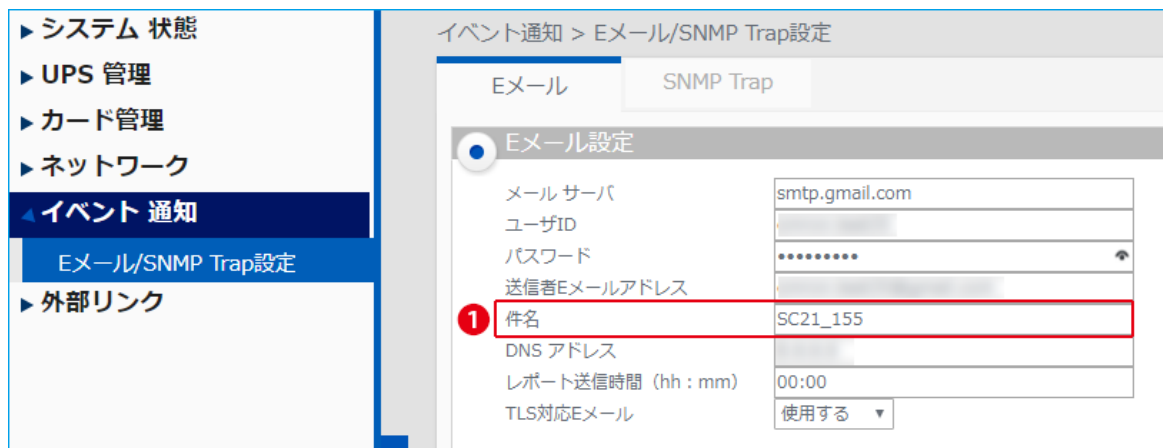 システム 状態
UPS 管理
カード管理
ネットワーク
イベント 通知
Eメール/SNMP Trap設定
外部リンク
イベント通知 > Eメール/SNMP Trap設定
Eメール
SNMP Trap
Eメール設定
メール サーバ smtp.gmail.com
ユーザID
パスワード •••••••••
送信者Eメールアドレス
1 件名 SC21_155
DNS アドレス
レポート送信時間（hh：mm） 00:00
TLS対応Eメール 使用する